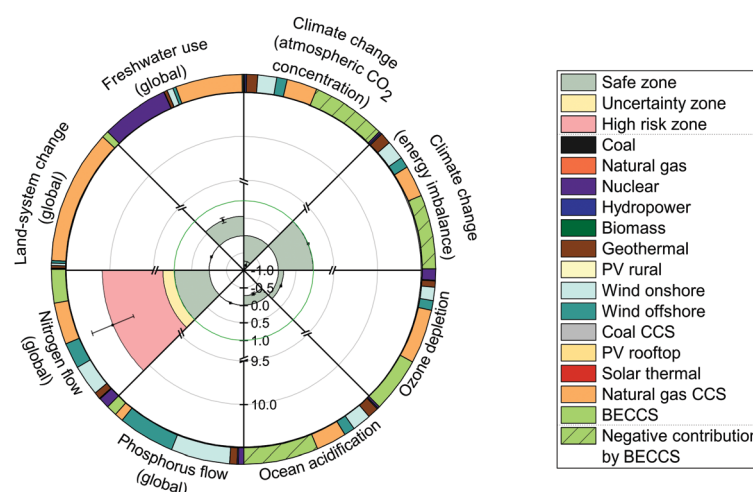 Freshwater use
(global)
Climate change
(atmospheric CO2
concentration)
Climate change
(energy imbalance)
Land-system change
(global)
Ozone depletion
Nitrogen flow
(global)
Phosphorus flow
(global)
Ocean acidification
-1.0
-0.5
0.0
0.5
1.0
9.5
10.0
Safe zone
Uncertainty zone
High risk zone
Coal
Natural gas
Nuclear
Hydropower
Biomass
Geothermal
PV rural
Wind onshore
Wind offshore
Coal CCS
PV rooftop
Solar thermal
Natural gas CCS
BECCS
Negative contribution
by BECCS